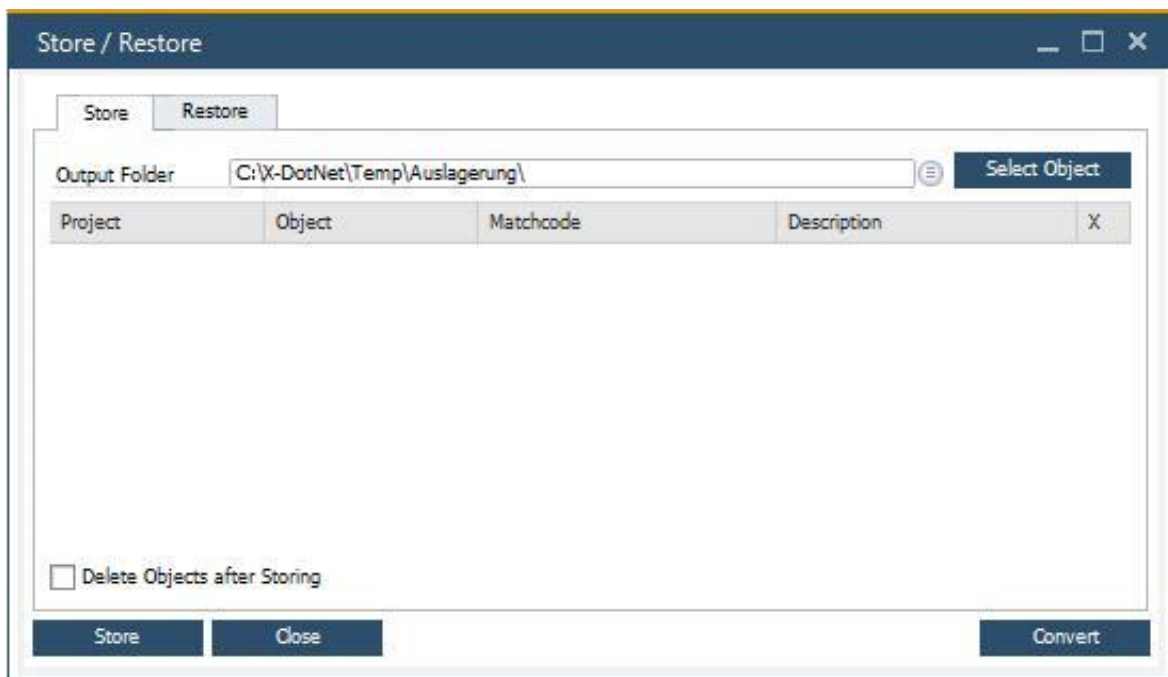 Store / Restore
Store Restore
Output Folder C:\X-DotNet\Temp\Auslagerung\ Select Object
Project Object Matchcode Description X
Delete Objects after Storing
Store Close Convert